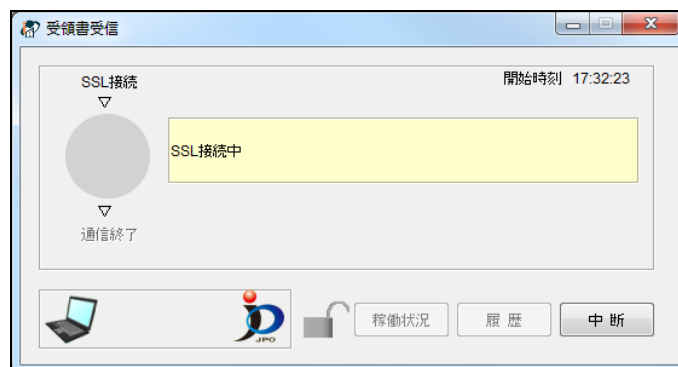 受領書受信
SSL接続
開始時刻 17:32:23
▽
SSL接続中
▽
通信終了
JPO
稼働状況
履 歴
中 断